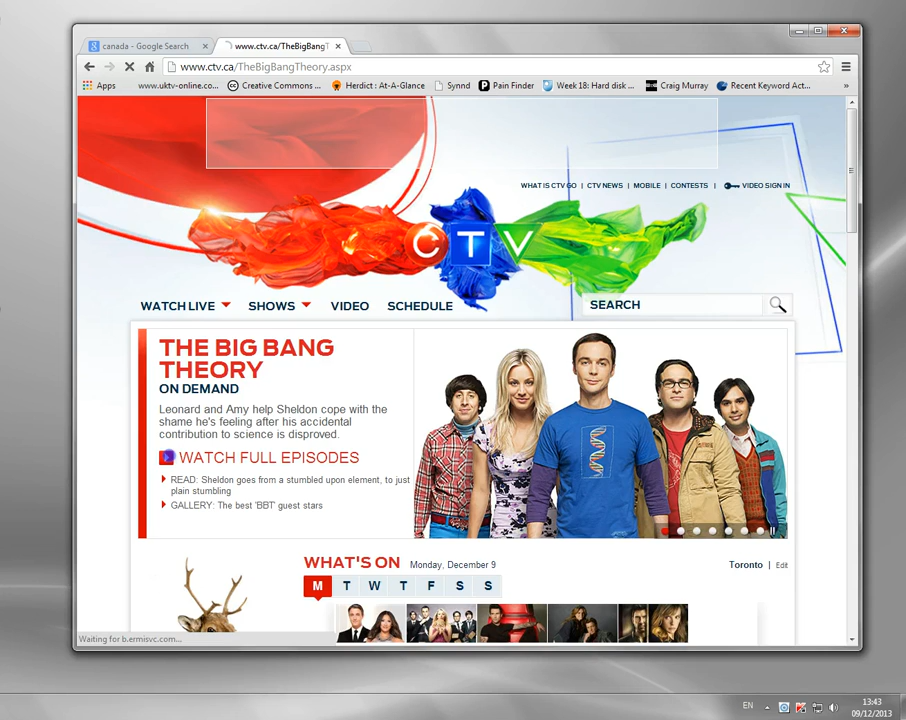 canada - Google Search
www.ctv.ca/TheBigBangT
www.ctv.ca/TheBigBangTheory.aspx
Apps www.uktv-online.co... Creative Commons ... Herdict : At-A-Glance Synnd Pain Finder Week 18: Hard disk ... Craig Murray Recent Keyword Act... »
WHAT IS CTV GO | CTV NEWS | MOBILE | CONTESTS | VIDEO SIGN IN
CTV
WATCH LIVE SHOWS VIDEO SCHEDULE SEARCH
THE BIG BANG
THEORY
ON DEMAND
Leonard and Amy help Sheldon cope with the
shame he's feeling after his accidental
contribution to science is disproved.
WATCH FULL EPISODES
READ: Sheldon goes from a stumbled upon element, to just
plain stumbling
GALLERY: The best 'BBT' guest stars
WHAT'S ON Monday, December 9 Toronto | Edit
M T W T F S S
Waiting for b.ermisvc.com...
EN 13:43
09/12/2013